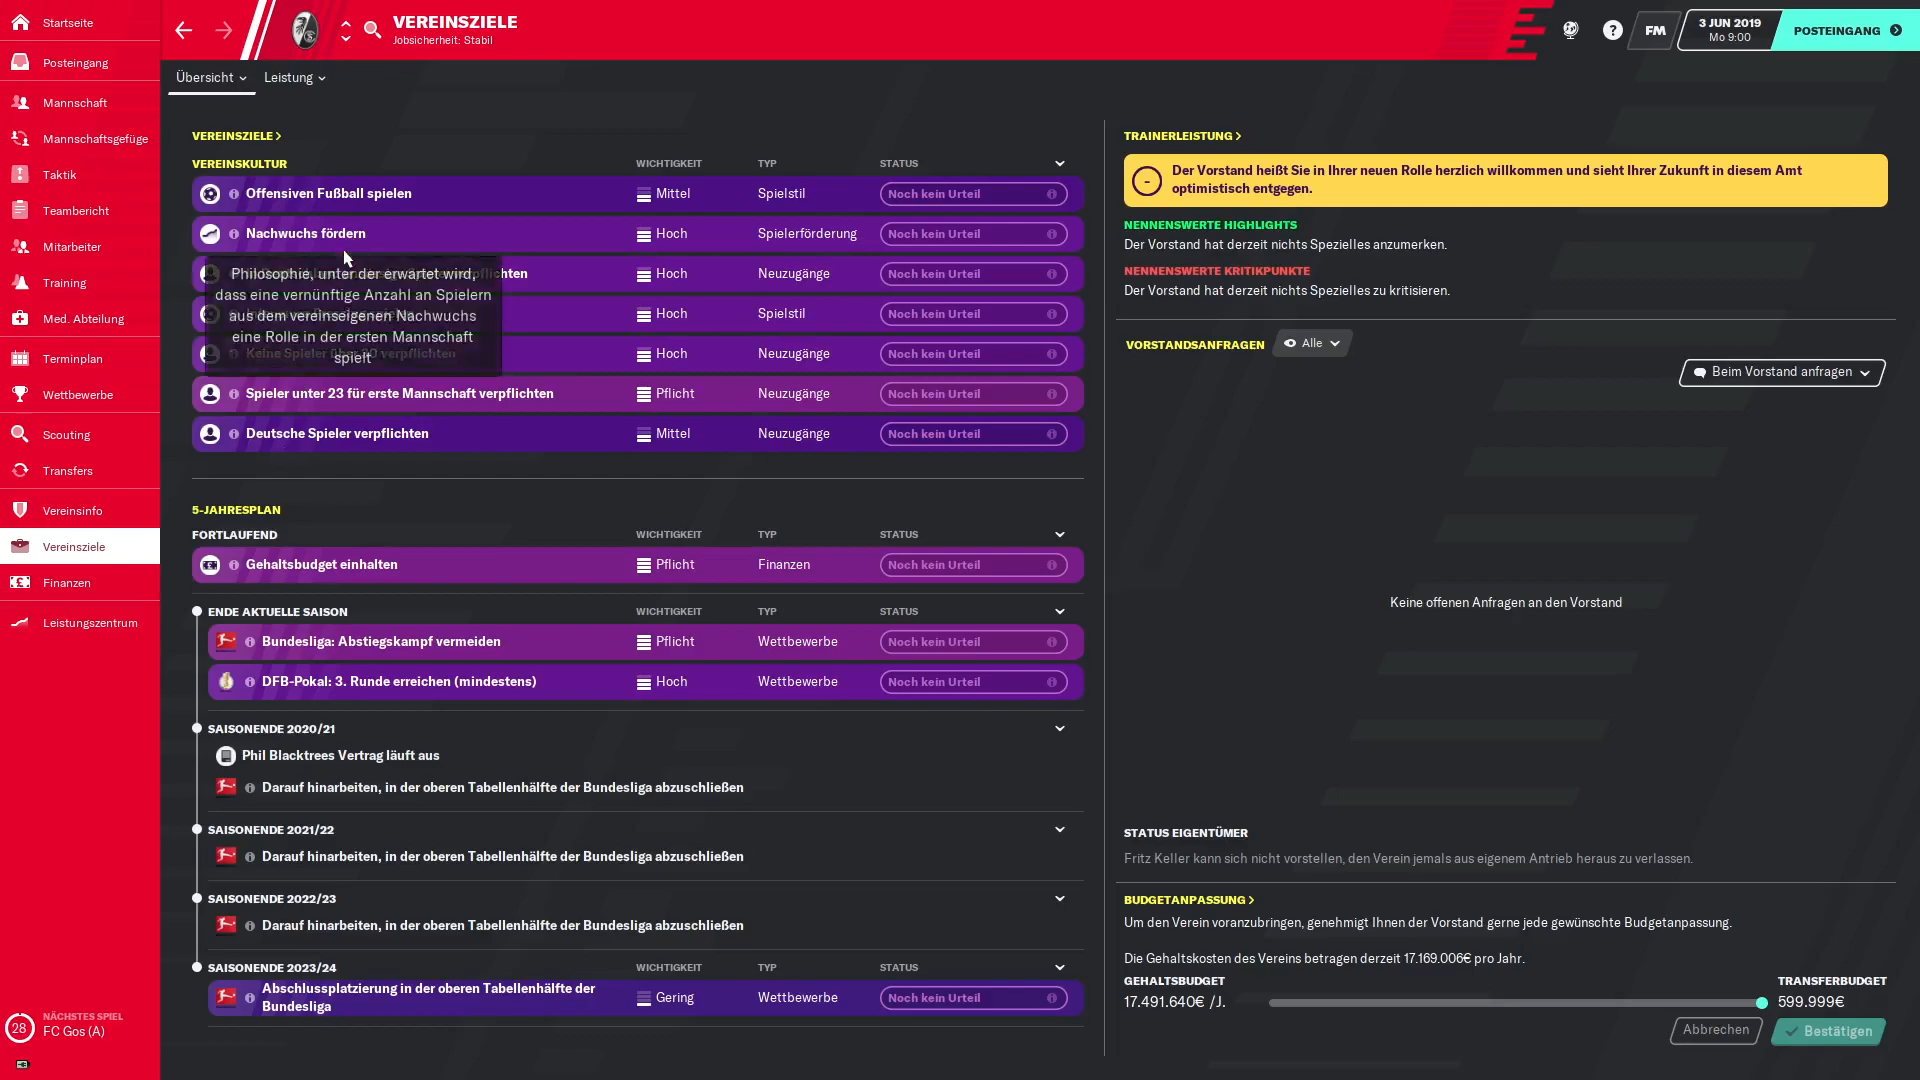 Startseite
Posteingang
Mannschaft
Mannschaftsgefüge
Taktik
Teambericht
Mitarbeiter
Training
Med. Abteilung
Terminplan
Wettbewerbe
Scouting
Transfers
Vereinsinfo
Vereinsziele
Finanzen
Leistungszentrum
28
NÄCHSTES SPIEL
FC Gos (A)
VEREINSZIELE
Jobsicherheit: Stabil
FM
3 JUN 2019
Mo 9:00
POSTEINGANG
Übersicht
Leistung
VEREINSZIELE
VEREINSKULTUR WICHTIGKEIT TYP STATUS
Offensiven Fußball spielen Mittel Spielstil Noch kein Urteil
Nachwuchs fördern Hoch Spielerförderung Noch kein Urteil
pflichten Hoch Neuzugänge Noch kein Urteil
Hoch Spielstil Noch kein Urteil
Keine Spieler über 30 verpflichten Hoch Neuzugänge Noch kein Urteil
Philosophie, unter der erwartet wird,
dass eine vernünftige Anzahl an Spielern
aus dem vereinseigenen Nachwuchs
eine Rolle in der ersten Mannschaft
spielt
Spieler unter 23 für erste Mannschaft verpflichten Pflicht Neuzugänge Noch kein Urteil
Deutsche Spieler verpflichten Mittel Neuzugänge Noch kein Urteil
5-JAHRESPLAN
FORTLAUFEND WICHTIGKEIT TYP STATUS
Gehaltsbudget einhalten Pflicht Finanzen Noch kein Urteil
ENDE AKTUELLE SAISON WICHTIGKEIT TYP STATUS
Bundesliga: Abstiegskampf vermeiden Pflicht Wettbewerbe Noch kein Urteil
DFB-Pokal: 3. Runde erreichen (mindestens) Hoch Wettbewerbe Noch kein Urteil
SAISONENDE 2020/21
Phil Blacktrees Vertrag läuft aus
Darauf hinarbeiten, in der oberen Tabellenhälfte der Bundesliga abzuschließen
SAISONENDE 2021/22
Darauf hinarbeiten, in der oberen Tabellenhälfte der Bundesliga abzuschließen
SAISONENDE 2022/23
Darauf hinarbeiten, in der oberen Tabellenhälfte der Bundesliga abzuschließen
SAISONENDE 2023/24 WICHTIGKEIT TYP STATUS
Abschlussplatzierung in der oberen Tabellenhälfte der
Bundesliga Gering Wettbewerbe Noch kein Urteil
TRAINERLEISTUNG
Der Vorstand heißt Sie in Ihrer neuen Rolle herzlich willkommen und sieht Ihrer Zukunft in diesem Amt
optimistisch entgegen.
NENNENSWERTE HIGHLIGHTS
Der Vorstand hat derzeit nichts Spezielles anzumerken.
NENNENSWERTE KRITIKPUNKTE
Der Vorstand hat derzeit nichts Spezielles zu kritisieren.
VORSTANDSANFRAGEN Alle
Beim Vorstand anfragen
Keine offenen Anfragen an den Vorstand
STATUS EIGENTÜMER
Fritz Keller kann sich nicht vorstellen, den Verein jemals aus eigenem Antrieb heraus zu verlassen.
BUDGETANPASSUNG
Um den Verein voranzubringen, genehmigt Ihnen der Vorstand gerne jede gewünschte Budgetanpassung.
Die Gehaltskosten des Vereins betragen derzeit 17.169.006€ pro Jahr.
GEHALTSBUDGET TRANSFERBUDGET
17.491.640€ /J. 599.999€
Abbrechen Bestätigen